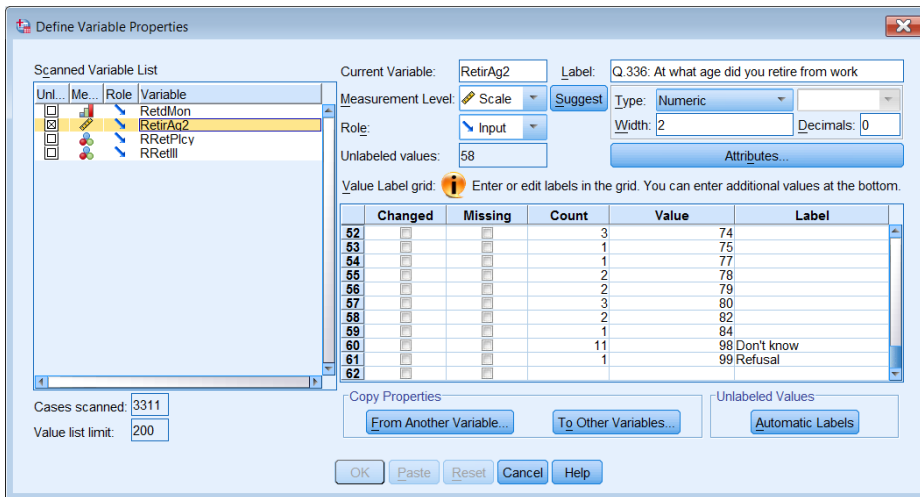 Define Variable Properties
Scanned Variable List
Unl... Me... Role Variable
RetdMon
RetirAg2
RRetPlcy
RRetIll
Cases scanned: 3311
Value list limit: 200
Current Variable: RetirAg2 Label: Q.336: At what age did you retire from work
Measurement Level: Scale Suggest Type: Numeric
Role: Input Width: 2 Decimals: 0
Unlabeled values: 58 Attributes...
Value Label grid: Enter or edit labels in the grid. You can enter additional values at the bottom.
Changed Missing Count Value Label
52 3 74
53 1 75
54 1 77
55 2 78
56 2 79
57 3 80
58 2 82
59 1 84
60 11 98 Don't know
61 1 99 Refusal
62
Copy Properties
From Another Variable... To Other Variables...
Unlabeled Values
Automatic Labels
OK Paste Reset Cancel Help